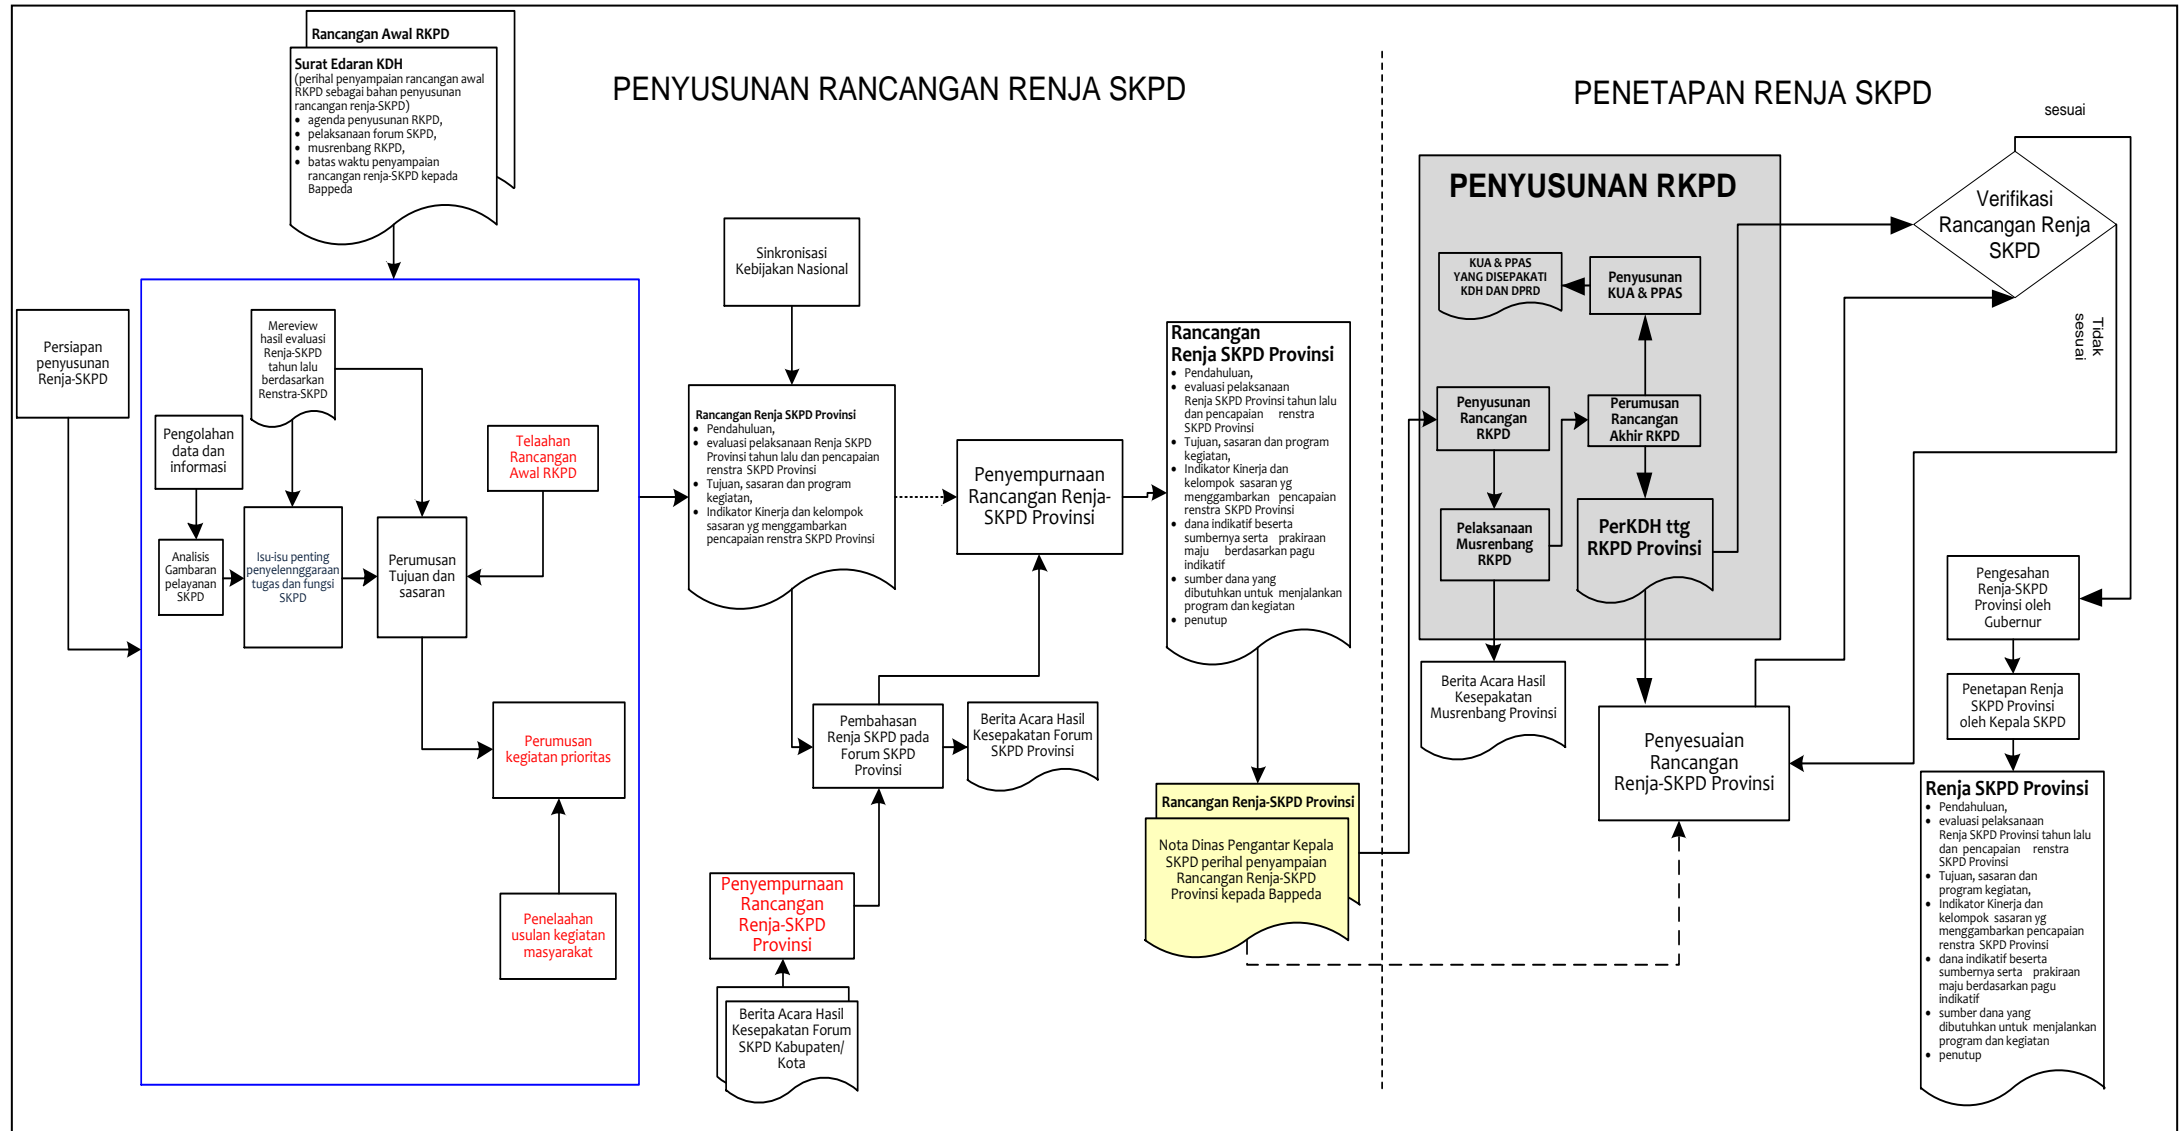 Rancangan Awal RKPD
Surat Edaran KDH
(perihal penyampaian rancangan awal
RKPD sebagai bahan penyusunan
rancangan renja-SKPD)
• agenda penyusunan RKPD,
• pelaksanaan forum SKPD,
• musrenbang RKPD,
• batas waktu penyampaian
rancangan renja-SKPD kepada
Bappeda
PENYUSUNAN RANCANGAN RENJA SKPD
Persiapan
penyusunan
Renja-SKPD
Mereview
hasil evaluasi
Renja-SKPD
tahun lalu
berdasarkan
Renstra-SKPD
Pengolahan
data dan
informasi
Telaahan
Rancangan
Awal RKPD
Analisis
Gambaran
pelayanan
SKPD
Isu-isu penting
penyelennggaraan
tugas dan fungsi
SKPD
Perumusan
Tujuan dan
sasaran
Perumusan
kegiatan prioritas
Penelaahan
usulan kegiatan
masyarakat
Sinkronisasi
Kebijakan Nasional
Rancangan Renja SKPD Provinsi
• Pendahuluan,
• evaluasi pelaksanaan Renja SKPD
Provinsi tahun lalu dan pencapaian
renstra SKPD Provinsi
• Tujuan, sasaran dan program
kegiatan,
• Indikator Kinerja dan kelompok
sasaran yg menggambarkan
pencapaian renstra SKPD Provinsi
Penyempurnaan
Rancangan Renja-
SKPD Provinsi
Pembahasan
Renja SKPD pada
Forum SKPD
Provinsi
Berita Acara Hasil
Kesepakatan Forum
SKPD Provinsi
Penyempurnaan
Rancangan
Renja-SKPD
Provinsi
Berita Acara Hasil
Kesepakatan Forum
SKPD Kabupaten/
Kota
Rancangan
Renja SKPD Provinsi
• Pendahuluan,
• evaluasi pelaksanaan
Renja SKPD Provinsi tahun lalu
dan pencapaian renstra
SKPD Provinsi
• Tujuan, sasaran dan program
kegiatan,
• Indikator Kinerja dan
kelompok sasaran yg
menggambarkan pencapaian
renstra SKPD Provinsi
• dana indikatif beserta
sumbernya serta prakiraan
maju berdasarkan pagu
indikatif
• sumber dana yang
dibutuhkan untuk menjalankan
program dan kegiatan
• penutup
Rancangan Renja-SKPD Provinsi
Nota Dinas Pengantar Kepala
SKPD perihal penyampaian
Rancangan Renja-SKPD
Provinsi kepada Bappeda
PENETAPAN RENJA SKPD
PENYUSUNAN RKPD
KUA & PPAS
YANG DISEPAKATI
KDH DAN DPRD
Penyusunan
KUA & PPAS
Penyusunan
Rancangan
RKPD
Perumusan
Rancangan
Akhir RKPD
Pelaksanaan
Musrenbang
RKPD
PerKDH ttg
RKPD Provinsi
Berita Acara Hasil
Kesepakatan
Musrenbang Provinsi
Penyesuaian
Rancangan
Renja-SKPD Provinsi
sesuai
Verifikasi
Rancangan Renja
SKPD
Tidak
sesuai
Pengesahan
Renja-SKPD
Provinsi oleh
Gubernur
Penetapan Renja
SKPD Provinsi
oleh Kepala SKPD
Renja SKPD Provinsi
• Pendahuluan,
• evaluasi pelaksanaan
Renja SKPD Provinsi tahun lalu
dan pencapaian renstra
SKPD Provinsi
• Tujuan, sasaran dan
program kegiatan,
• Indikator Kinerja dan
kelompok sasaran yg
menggambarkan pencapaian
renstra SKPD Provinsi
• dana indikatif beserta
sumbernya serta prakiraan
maju berdasarkan pagu
indikatif
• sumber dana yang
dibutuhkan untuk menjalankan
program dan kegiatan
• penutup